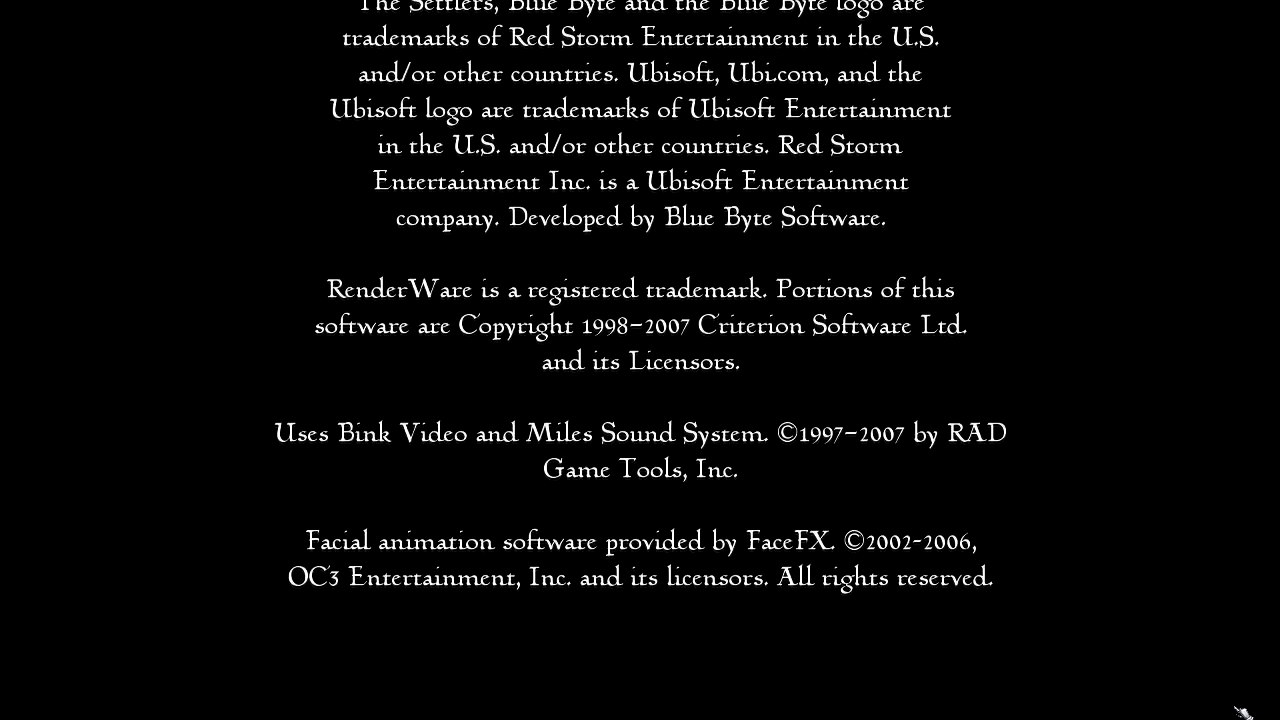 The Settlers, Blue Byte and the Blue Byte logo are
trademarks of Red Storm Entertainment in the U.S.
and/or other countries. Ubisoft, Ubi.com, and the
Ubisoft logo are trademarks of Ubisoft Entertainment
in the U.S. and/or other countries. Red Storm
Entertainment Inc. is a Ubisoft Entertainment
company. Developed by Blue Byte Software.
RenderWare is a registered trademark. Portions of this
software are Copyright 1998-2007 Criterion Software Ltd.
and its Licensors.
Uses Bink Video and Miles Sound System. ©1997-2007 by RAD
Game Tools, Inc.
Facial animation software provided by FaceFX. ©2002-2006,
OC3 Entertainment, Inc. and its licensors. All rights reserved.